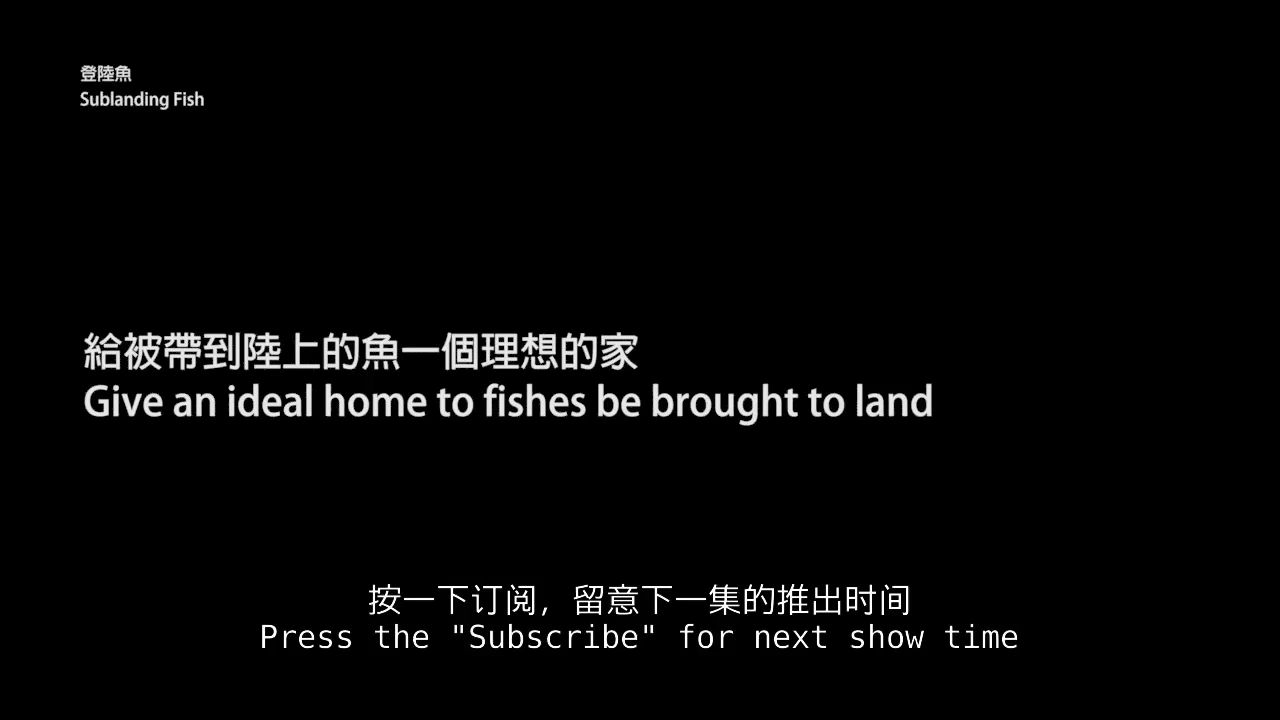 登陸魚
Sublanding Fish
給被帶到陸上的魚一個理想的家
Give an ideal home to fishes be brought to land
按一下订阅，留意下一集的推出时间
Press the "Subscribe" for next show time